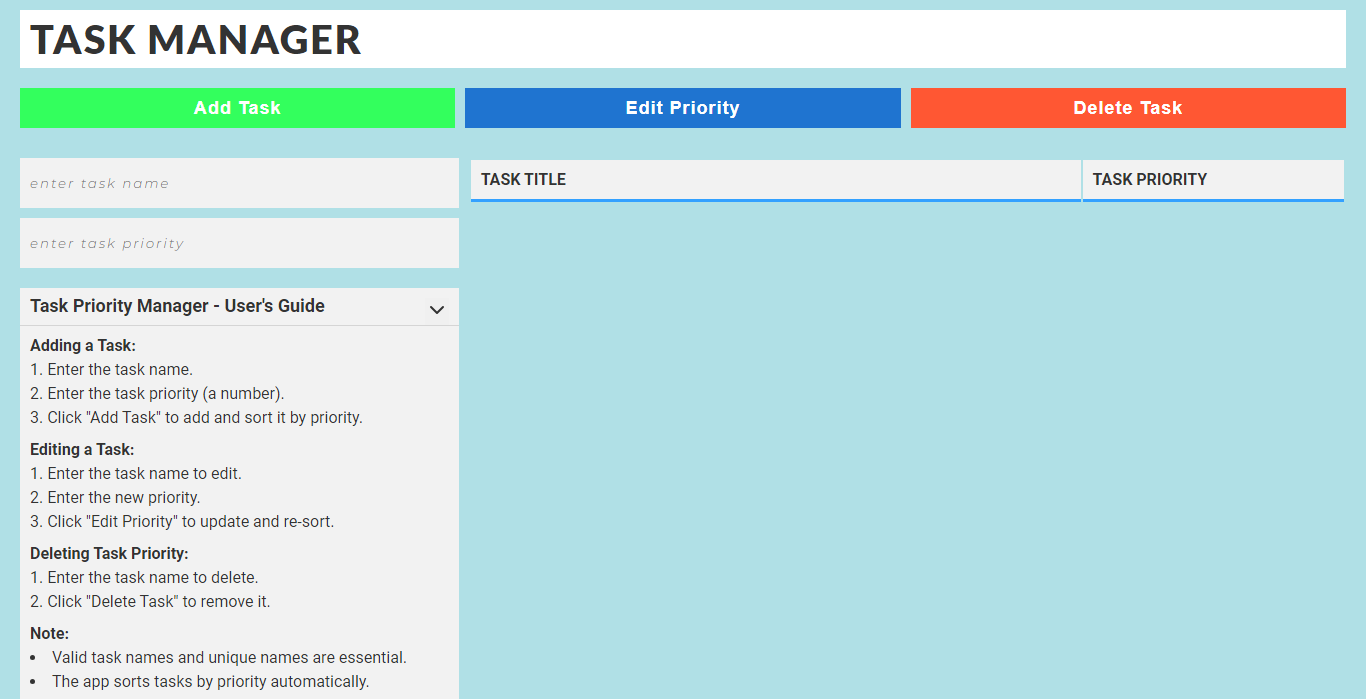 TASK MANAGER
Add Task
Edit Priority
Delete Task
enter task name
enter task priority
TASK TITLE
TASK PRIORITY
Task Priority Manager - User's Guide
Adding a Task:
1. Enter the task name.
2. Enter the task priority (a number).
3. Click "Add Task" to add and sort it by priority.
Editing a Task:
1. Enter the task name to edit.
2. Enter the new priority.
3. Click "Edit Priority" to update and re-sort.
Deleting Task Priority:
1. Enter the task name to delete.
2. Click "Delete Task" to remove it.
Note:
• Valid task names and unique names are essential.
• The app sorts tasks by priority automatically.